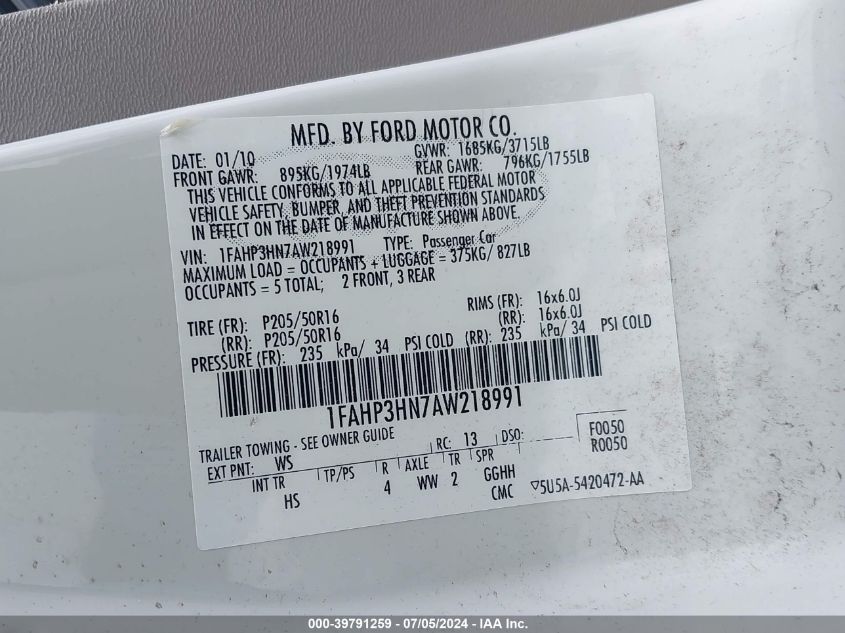 MFD. BY FORD MOTOR CO.
DATE: 01/10 GVWR: 1685KG/3715LB
FRONT GAWR: 895KG/1974LB REAR GAWR: 796KG/1755LB
THIS VEHICLE CONFORMS TO ALL APPLICABLE FEDERAL MOTOR
VEHICLE SAFETY, BUMPER, AND THEFT PREVENTION STANDARDS
IN EFFECT ON THE DATE OF MANUFACTURE SHOWN ABOVE.
VIN: 1FAHP3HN7AW218991 TYPE: Passenger Car
MAXIMUM LOAD = OCCUPANTS + LUGGAGE = 375KG/ 827LB
OCCUPANTS = 5 TOTAL; 2 FRONT, 3 REAR
TIRE (FR): P205/50R16 RIMS (FR): 16x6.0J
(RR): P205/50R16 (RR): 16x6.0J
PRESSURE (FR): 235 kPa/ 34 PSI COLD (RR): 235 kPa/ 34 PSI COLD
1FAHP3HN7AW218991
TRAILER TOWING - SEE OWNER GUIDE
EXT PNT: WS RC: 13 DSO: F0050
R0050
INT TR TP/PS R AXLE TR SPR
HS 4 WW 2 GGHH
CMC ▽5U5A-5420472-AA
000-39791259 - 07/05/2024 - IAA Inc.